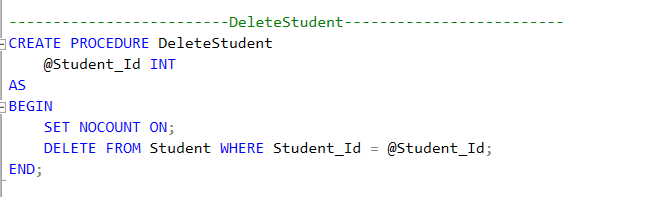 --------------------------DeleteStudent--------------------------
CREATE PROCEDURE DeleteStudent
    @Student_Id INT
AS
BEGIN
    SET NOCOUNT ON;
    DELETE FROM Student WHERE Student_Id = @Student_Id;
END;